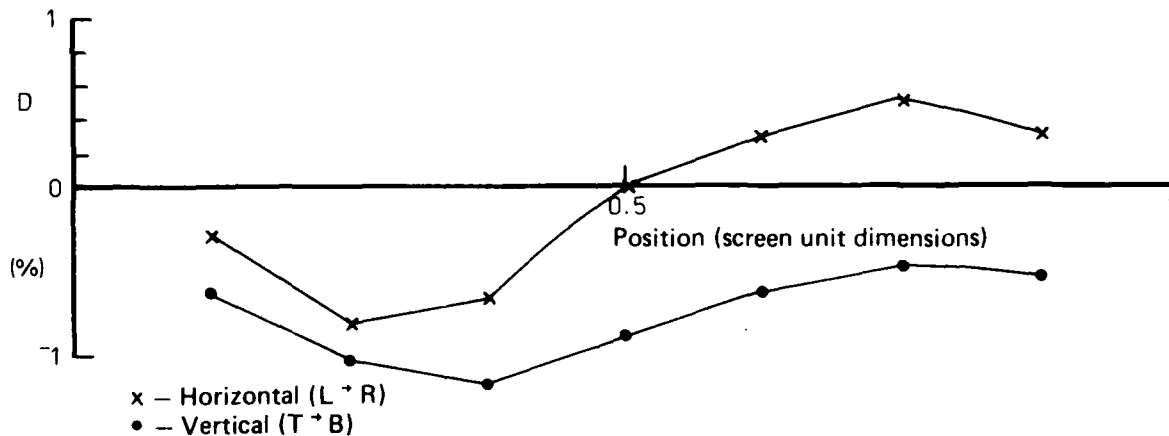 1
D
0
0.5
Position (screen unit dimensions)
(%)
-1
x – Horizontal (L → R)
● – Vertical (T → B)